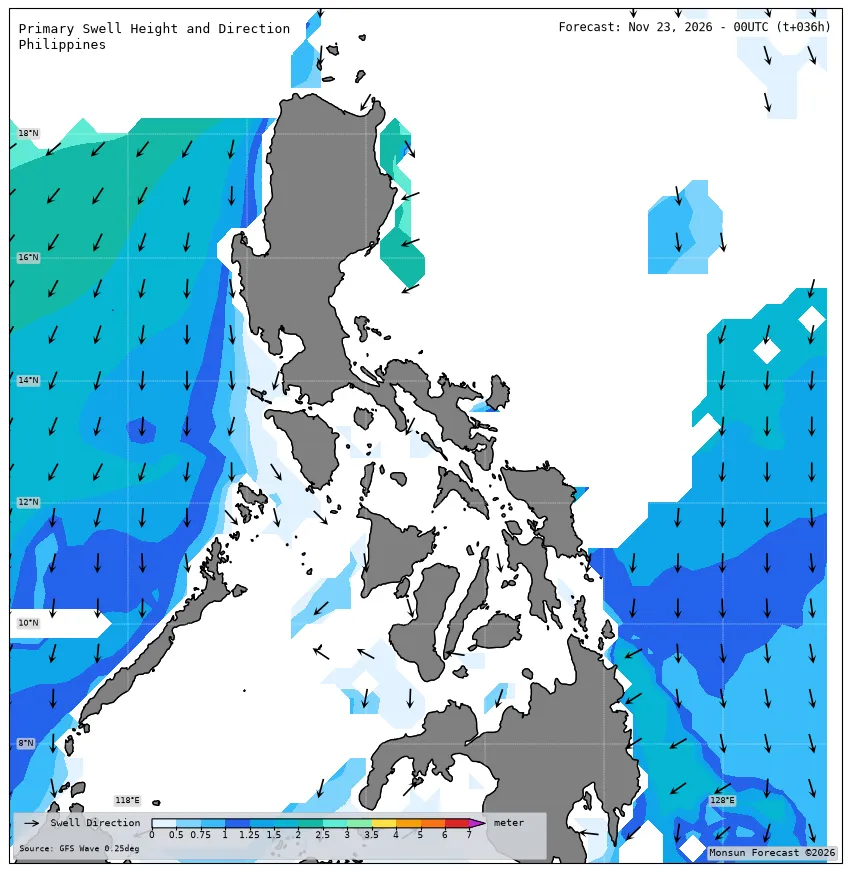 Primary Swell Height and Direction
Philippines
Forecast: Nov 23, 2026 - 00UTC (t+036h)
18°N
16°N
14°N
12°N
10°N
8°N
118°E
128°E
Swell Direction
0 0.5 0.75 1 1.25 1.5 2 2.5 3 3.5 4 5 6 7
meter
Source: GFS Wave 0.25deg
Monsun Forecast ©2026